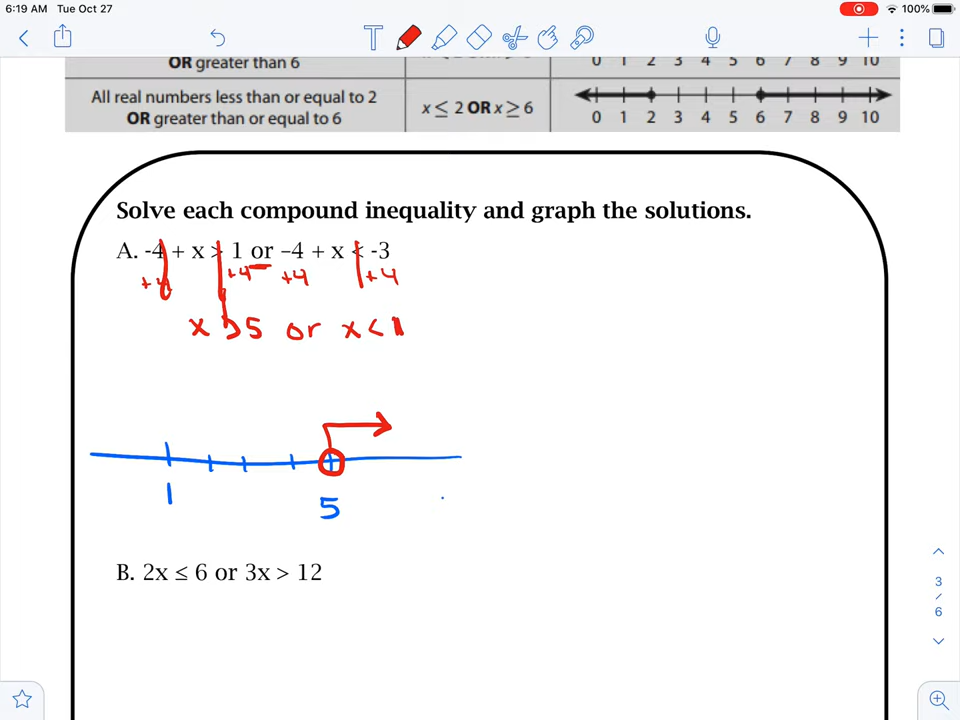 6:19 AM Tue Oct 27
100%
OR greater than 6
0 1 2 3 4 5 6 7 8 9 10
All real numbers less than or equal to 2
OR greater than or equal to 6
x ≤ 2 OR x ≥ 6
0 1 2 3 4 5 6 7 8 9 10
Solve each compound inequality and graph the solutions.
A. -4 + x > 1 or –4 + x < -3
+4 +4 +4 +4
x > 5 or x < 1
1 5
B. 2x ≤ 6 or 3x > 12
3
/
6